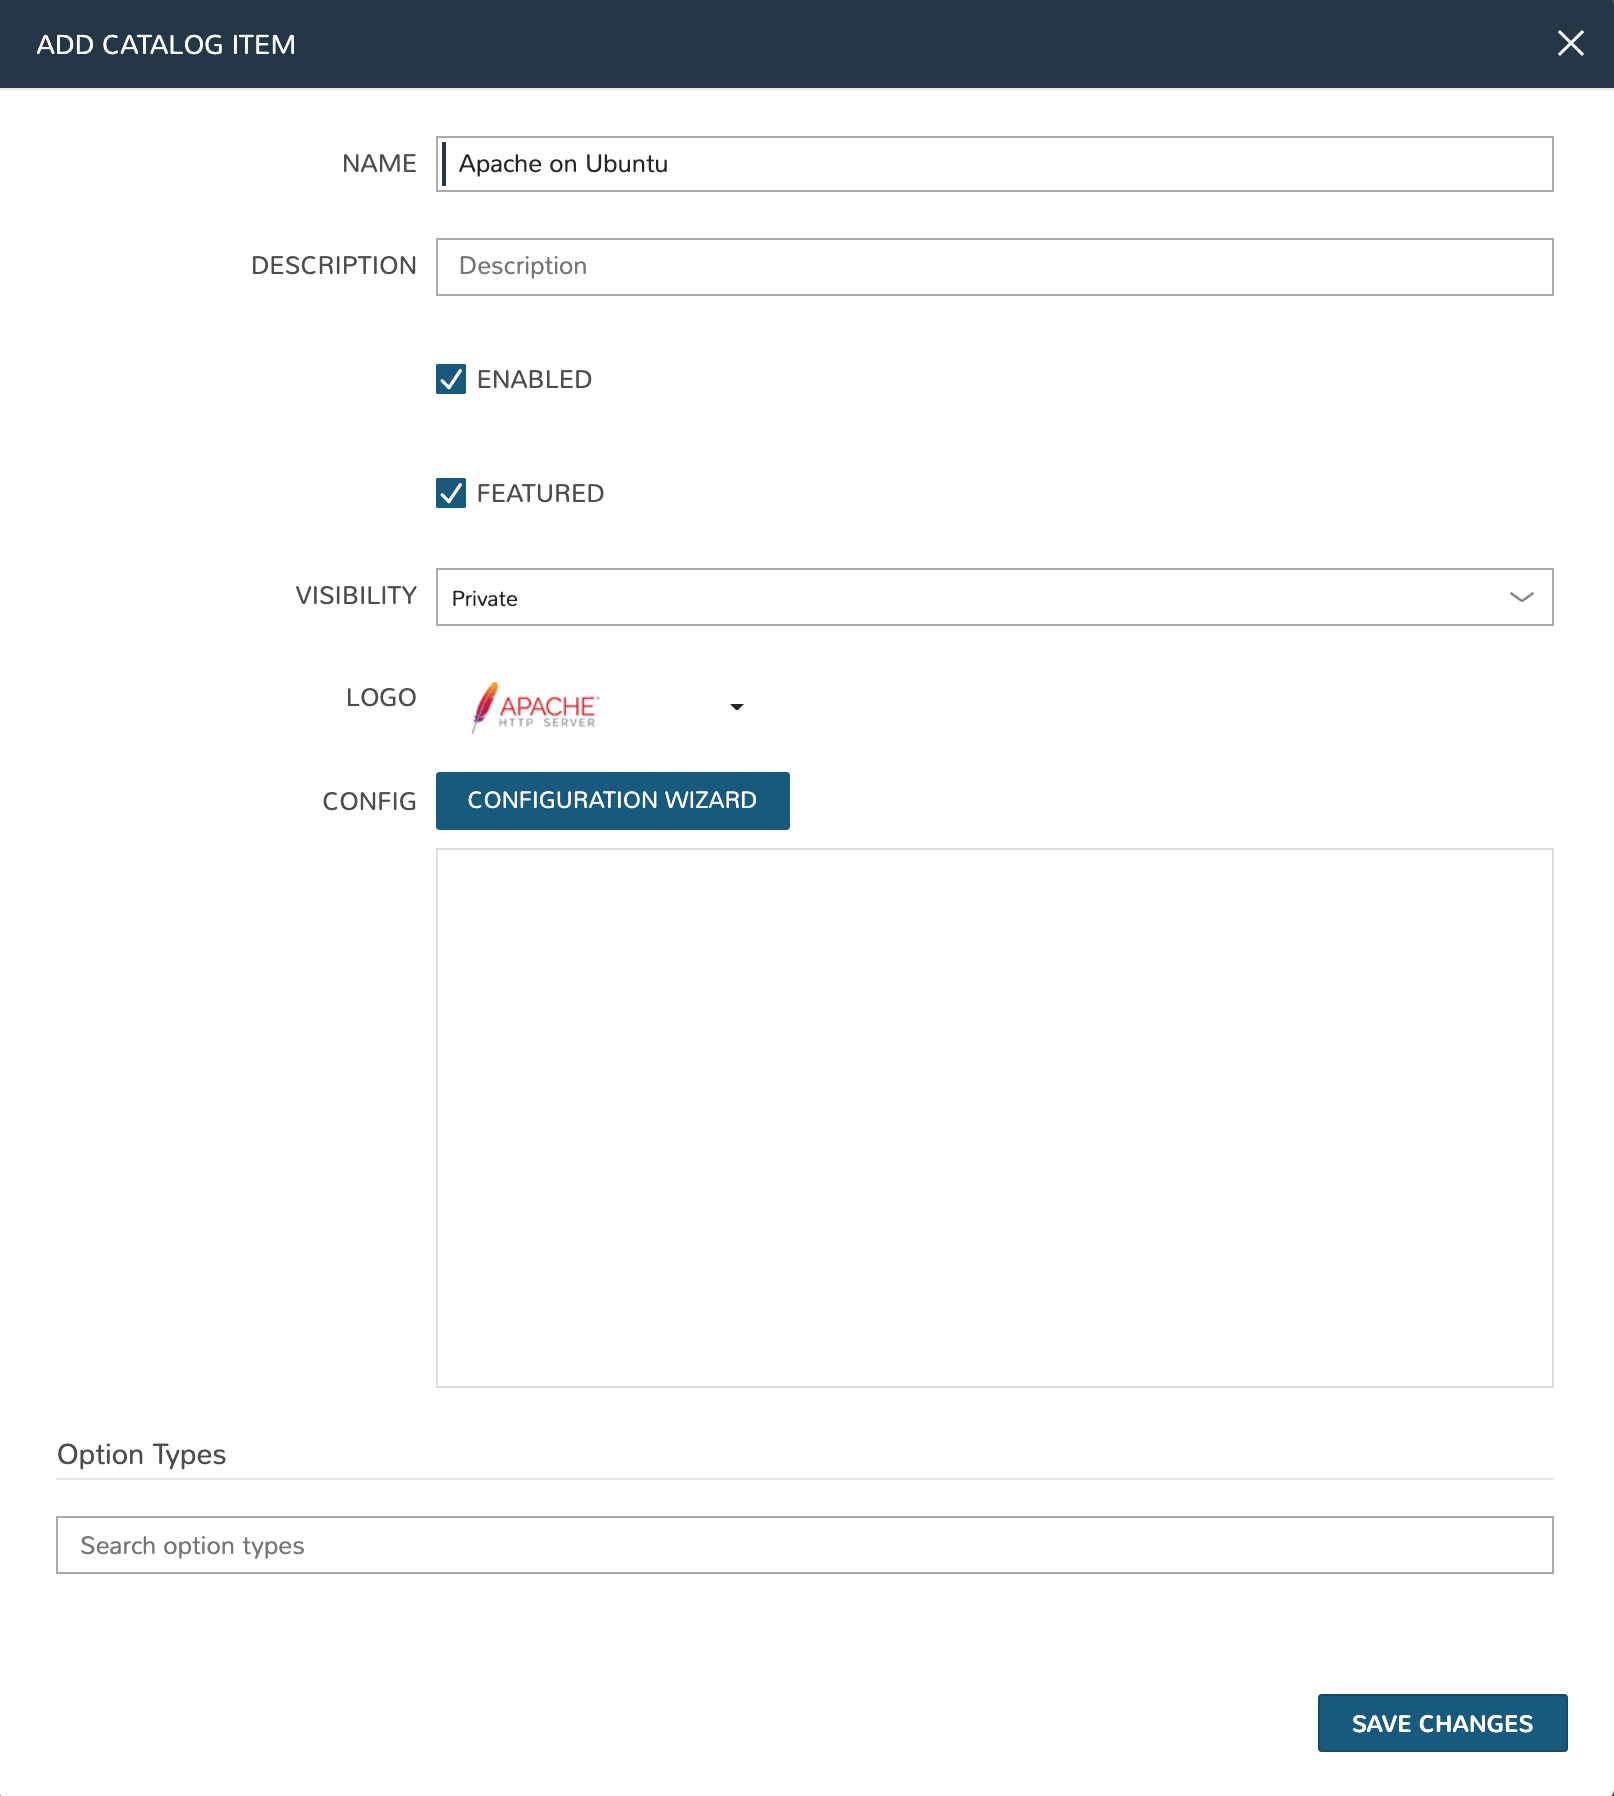 ADD CATALOG ITEM
NAME
Apache on Ubuntu
DESCRIPTION
Description
ENABLED
FEATURED
VISIBILITY
Private
LOGO
APACHE
HTTP SERVER
CONFIG
CONFIGURATION WIZARD
Option Types
Search option types
SAVE CHANGES